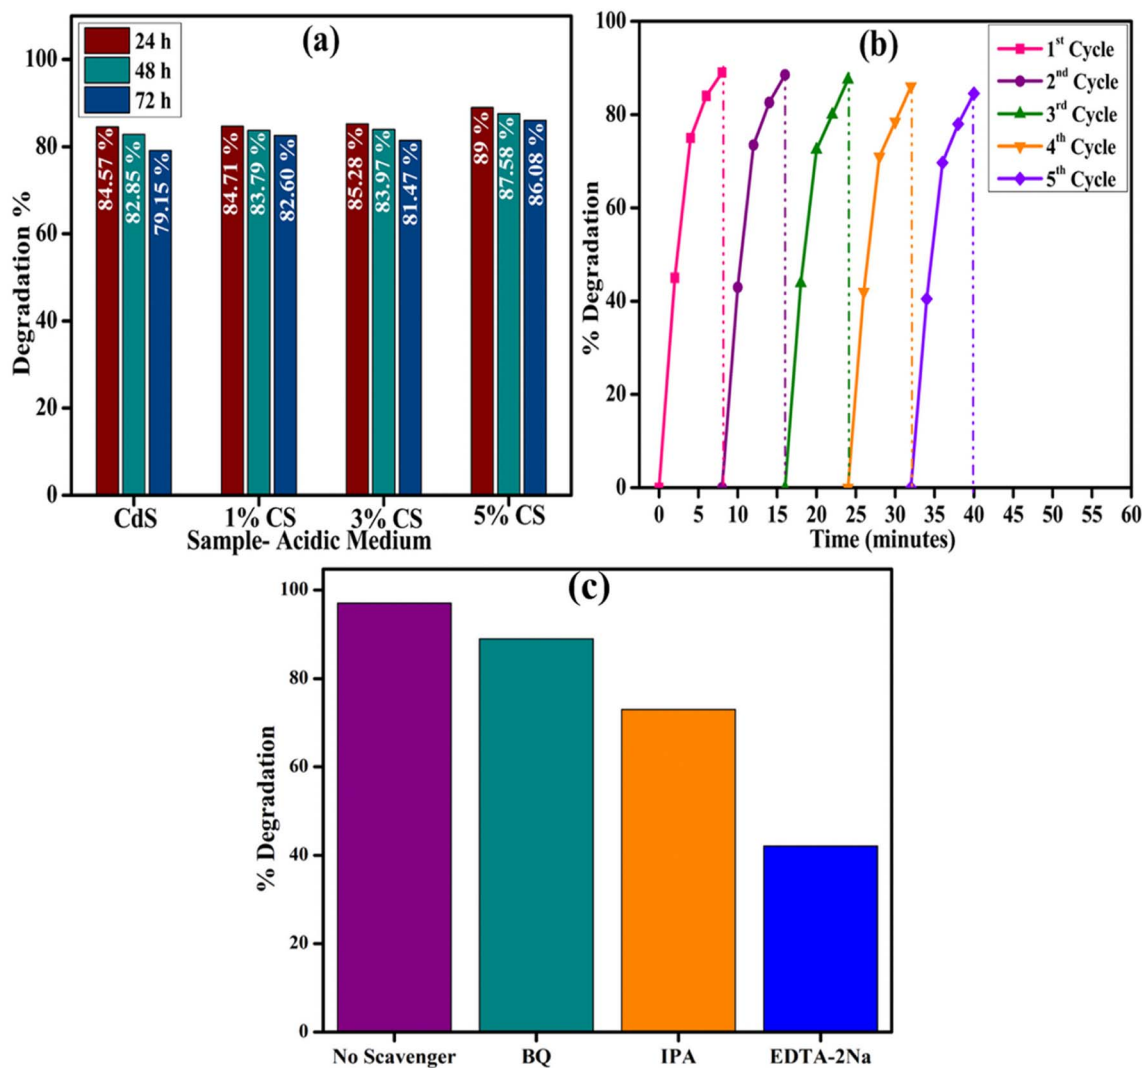 (a)
24 h
48 h
72 h
Degradation %
100
80
60
40
20
0
84.57 %
82.85 %
79.15 %
84.71 %
83.79 %
82.60 %
85.28 %
83.97 %
81.47 %
89 %
87.58 %
86.08 %
CdS
1% CS
3% CS
5% CS
Sample- Acidic Medium
(b)
1st Cycle
2nd Cycle
3rd Cycle
4th Cycle
5th Cycle
% Degradation
100
80
60
40
20
0
0 5 10 15 20 25 30 35 40 45 50 55 60
Time (minutes)
(c)
% Degradation
100
80
60
40
20
0
No Scavenger
BQ
IPA
EDTA-2Na